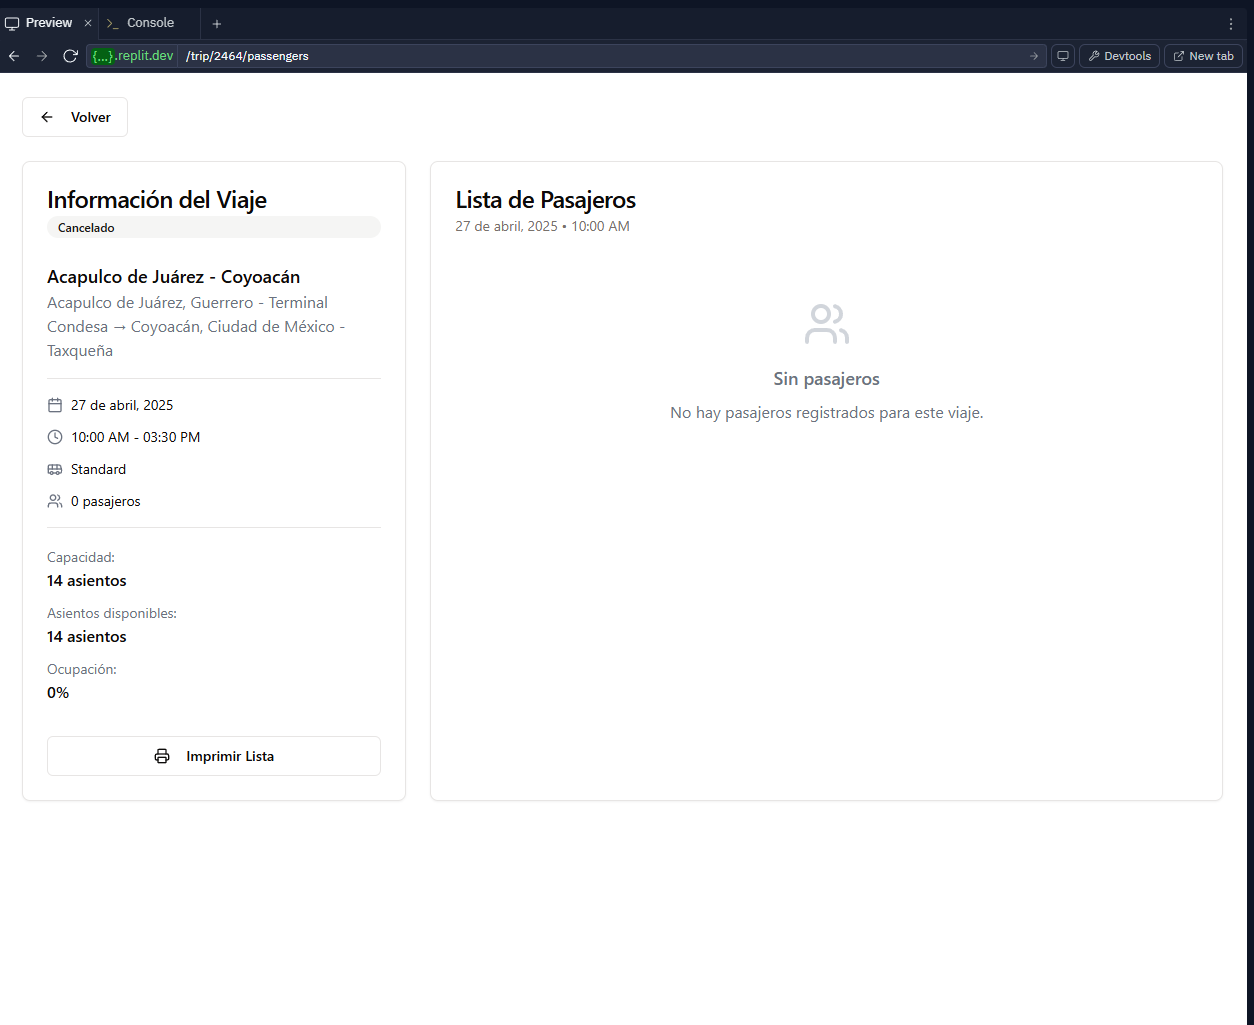 Preview
Console
{...}.replit.dev /trip/2464/passengers
Devtools
New tab
Volver
Información del Viaje
Cancelado
Acapulco de Juárez - Coyoacán
Acapulco de Juárez, Guerrero - Terminal
Condesa → Coyoacán, Ciudad de México -
Taxqueña
27 de abril, 2025
10:00 AM - 03:30 PM
Standard
0 pasajeros
Capacidad:
14 asientos
Asientos disponibles:
14 asientos
Ocupación:
0%
Imprimir Lista
Lista de Pasajeros
27 de abril, 2025 • 10:00 AM
Sin pasajeros
No hay pasajeros registrados para este viaje.